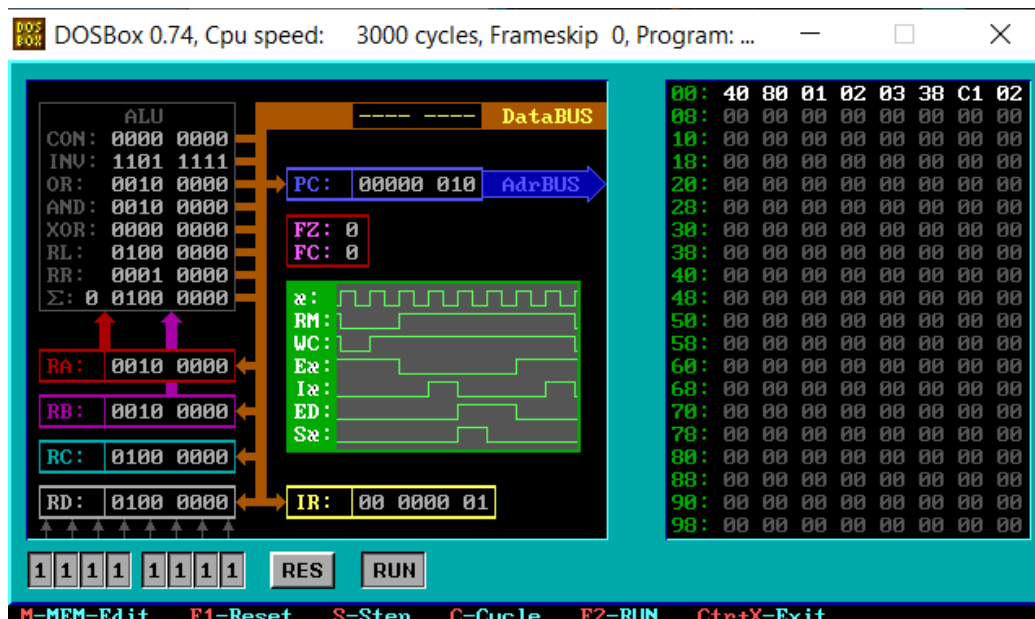 DOS BOX DOSBox 0.74, Cpu speed: 3000 cycles, Frameskip 0, Program: ...
ALU
CON: 0000 0000
INV: 1101 1111
OR: 0010 0000
AND: 0010 0000
XOR: 0000 0000
RL: 0100 0000
RR: 0001 0000
Σ: 0 0100 0000
RA: 0010 0000
RB: 0010 0000
RC: 0100 0000
RD: 0100 0000
---- ---- DataBUS
PC: 00000 010 AdrBUS
FZ: 0
FC: 0
æ:
RM:
WC:
Eæ:
Iæ:
ED:
Sæ:
IR: 00 0000 01
00: 40 80 01 02 03 38 C1 02
08: 00 00 00 00 00 00 00 00
10: 00 00 00 00 00 00 00 00
18: 00 00 00 00 00 00 00 00
20: 00 00 00 00 00 00 00 00
28: 00 00 00 00 00 00 00 00
30: 00 00 00 00 00 00 00 00
38: 00 00 00 00 00 00 00 00
40: 00 00 00 00 00 00 00 00
48: 00 00 00 00 00 00 00 00
50: 00 00 00 00 00 00 00 00
58: 00 00 00 00 00 00 00 00
60: 00 00 00 00 00 00 00 00
68: 00 00 00 00 00 00 00 00
70: 00 00 00 00 00 00 00 00
78: 00 00 00 00 00 00 00 00
80: 00 00 00 00 00 00 00 00
88: 00 00 00 00 00 00 00 00
90: 00 00 00 00 00 00 00 00
98: 00 00 00 00 00 00 00 00
1 1 1 1 1 1 1 1 RES RUN
M-MEM-Edit F1-Reset S-Step C-Cycle F2-RUN Ctr+X-Exit